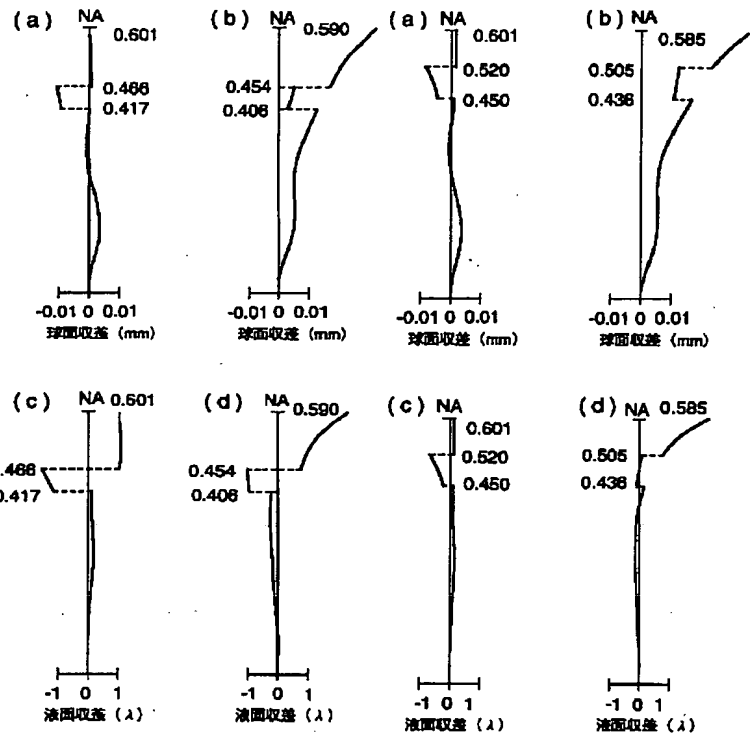 (a) NA
0.601
0.466
0.417
-0.01 0 0.01
球面収差 (mm)
(b) NA
0.590
0.454
0.406
-0.01 0 0.01
球面収差 (mm)
(a) NA
0.601
0.520
0.450
-0.01 0 0.01
球面収差 (mm)
(b) NA
0.585
0.505
0.436
-0.01 0 0.01
球面収差 (mm)
(c) NA 0.601
0.466
0.417
-1 0 1
波面収差 (λ)
(d) NA 0.590
0.454
0.406
-1 0 1
波面収差 (λ)
(c) NA
0.601
0.520
0.450
-1 0 1
波面収差 (λ)
(d) NA 0.585
0.505
0.436
-1 0 1
波面収差 (λ)